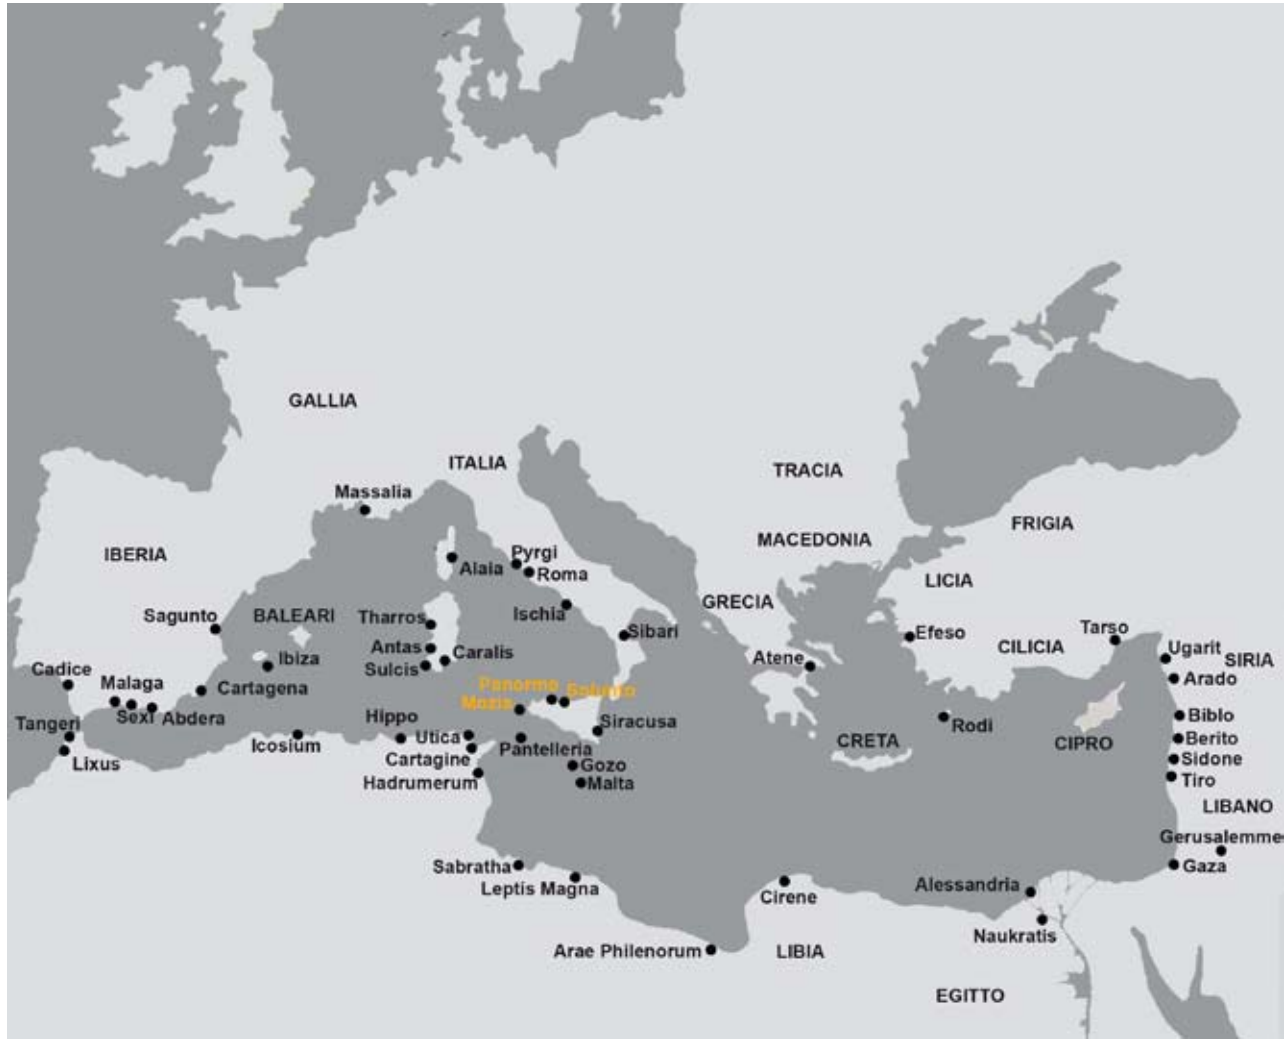 GALLIA
ITALIA
TRACIA
Massalia
FRIGIA
MACEDONIA
IBERIA
Pyrgi
Alaia
Roma
LICIA
GRECIA
Sagunto
BALEARI
Tharros
Ischia
Sibari
Efeso
CILICIA
Tarso
Antas
Caralis
Ugarit
Ibiza
Sulcis
Atene
SIRIA
Cadice
Arado
Malaga
Cartagena
Panormo
Solunto
Mozia
Sexi
Abdera
Biblo
Tangeri
Hippo
Siracusa
Rodi
Utica
Berito
Icosium
Pantelleria
CRETA
CIPRO
Lixus
Cartagine
Gozo
Sidone
Hadrumerum
Malta
Tiro
LIBANO
Gerusalemme
Sabratha
Gaza
Leptis Magna
Alessandria
Cirene
Naukratis
Arae Philenorum
LIBIA
EGITTO